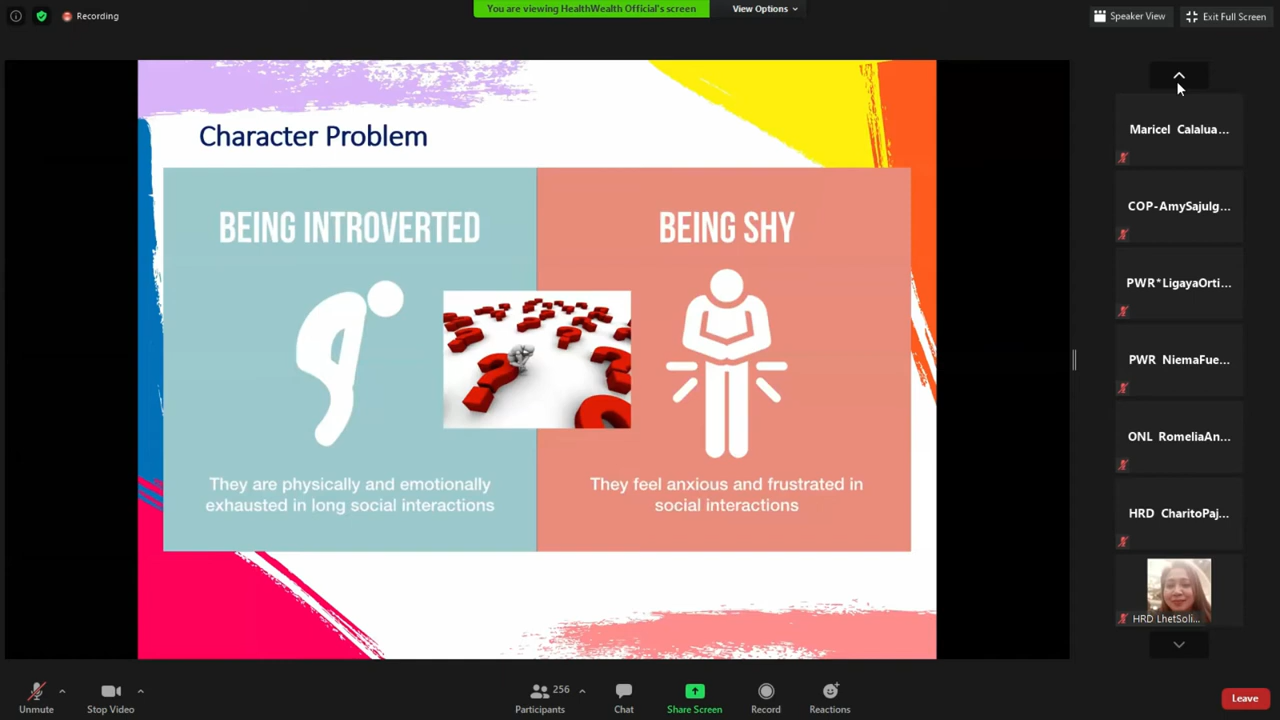 Recording
You are viewing HealthWealth Official's screen
View Options
Speaker View
Exit Full Screen
Character Problem
BEING INTROVERTED
BEING SHY
They are physically and emotionally
exhausted in long social interactions
They feel anxious and frustrated in
social interactions
Maricel Calalua...
COP-AmySajulg...
PWR*LigayaOrti...
PWR NiemaFue...
ONL RomeliaAn...
HRD CharitoPaj...
HRD LhetSoli...
Unmute
Stop Video
256
Participants
Chat
Share Screen
Record
Reactions
Leave